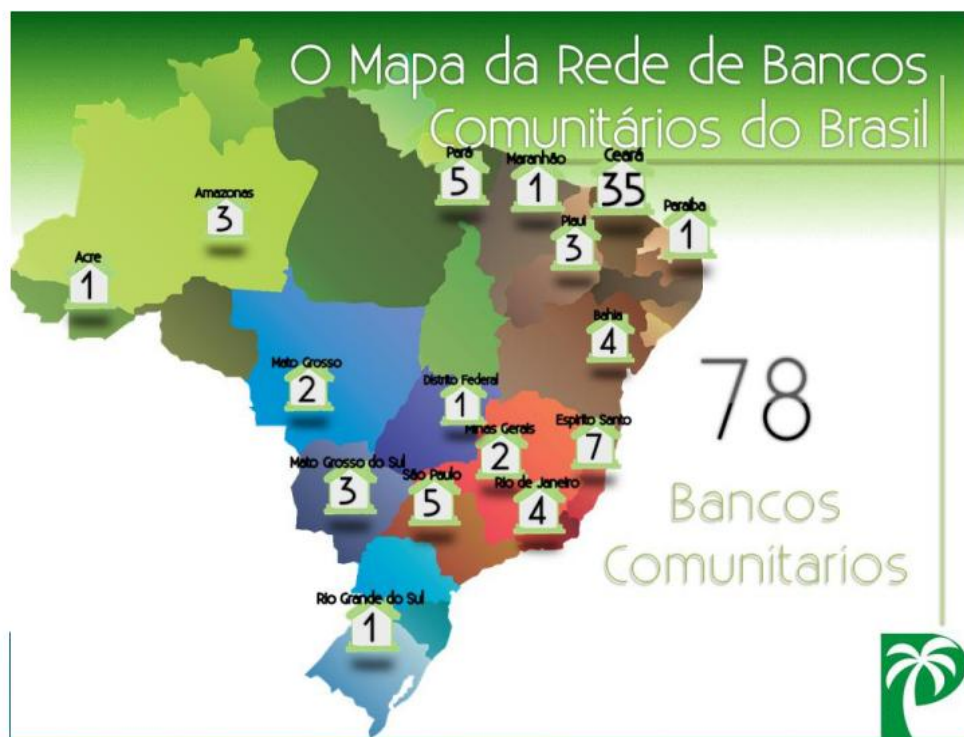 O Mapa da Rede de Bancos
Comunitários do Brasil
Pará
5
Maranhão
1
Ceará
35
Amazonas
3
Piauí
3
Paraíba
1
Acre
1
Bahia
4
Mato Grosso
2
Distrito Federal
1
78
Minas Gerais
2
Espirito Santo
7
Mato Grosso do Sul
3
São Paulo
5
Rio de Janeiro
4
Bancos
Comunitarios
Rio Grande do Sul
1